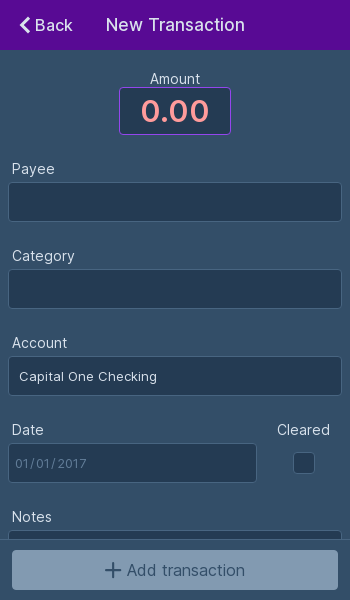 Back New Transaction
Amount
0.00
Payee
Category
Account
Capital One Checking
Date Cleared
01/01/2017
Notes
Add transaction